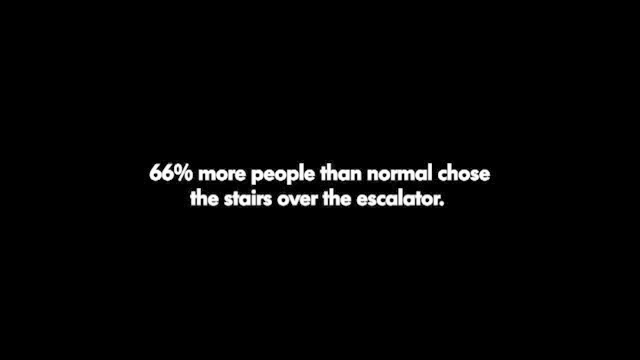 66% more people than normal chose
the stairs over the escalator.